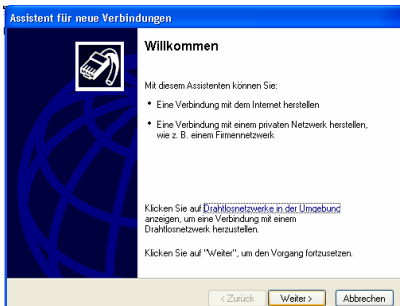 Assistent für neue Verbindungen
Willkommen
Mit diesem Assistenten können Sie:
• Eine Verbindung mit dem Internet herstellen
• Eine Verbindung mit einem privaten Netzwerk herstellen,
wie z. B. einem Firmennetzwerk
Klicken Sie auf Drahtlosnetzwerke in der Umgebund
anzeigen, um eine Verbindung mit einem
Drahtlosnetzwerk herzustellen.
Klicken Sie auf "Weiter", um den Vorgang fortzusetzen.
< Zurück Weiter > Abbrechen